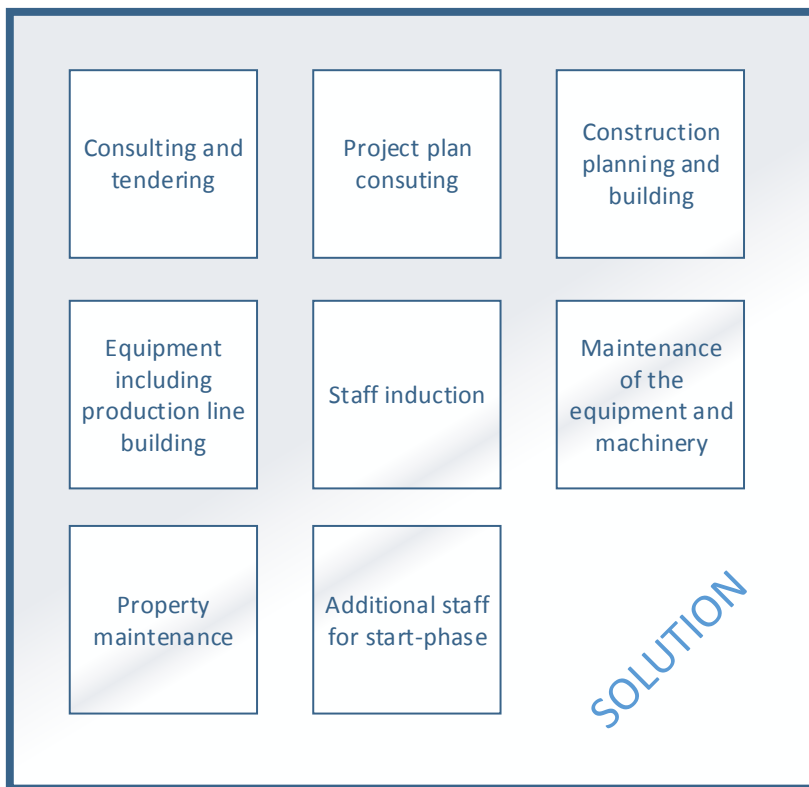 Consulting and
tendering
Project plan
consuting
Construction
planning and
building
Equipment
including
production line
building
Staff induction
Maintenance
of the
equipment and
machinery
Property
maintenance
Additional staff
for start-phase
SOLUTION